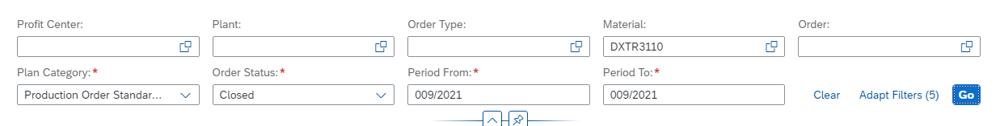 Profit Center: Plant: Order Type: Material: Order:
DXTR3110
Plan Category:* Order Status:* Period From:* Period To:*
Production Order Standar... Closed 009/2021 009/2021 Clear Adapt Filters (5) Go